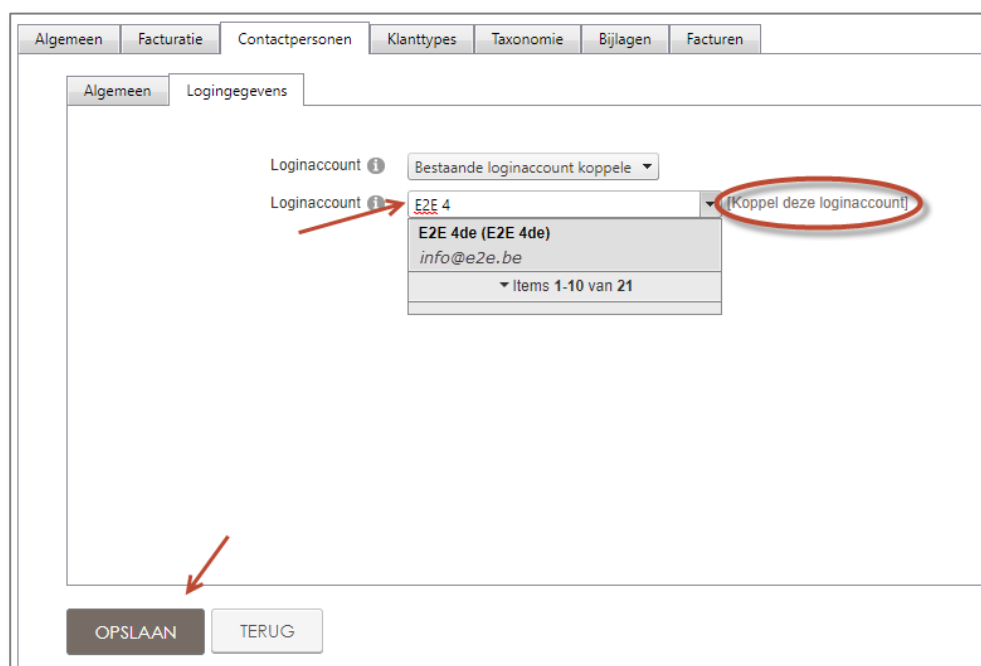 Algemeen Facturatie Contactpersonen Klanttypes Taxonomie Bijlagen Facturen
Algemeen Logingegevens
Loginaccount Bestaande loginaccount koppele
Loginaccount E2E 4 [Koppel deze loginaccount]
E2E 4de (E2E 4de)
info@e2e.be
Items 1-10 van 21
OPSLAAN TERUG